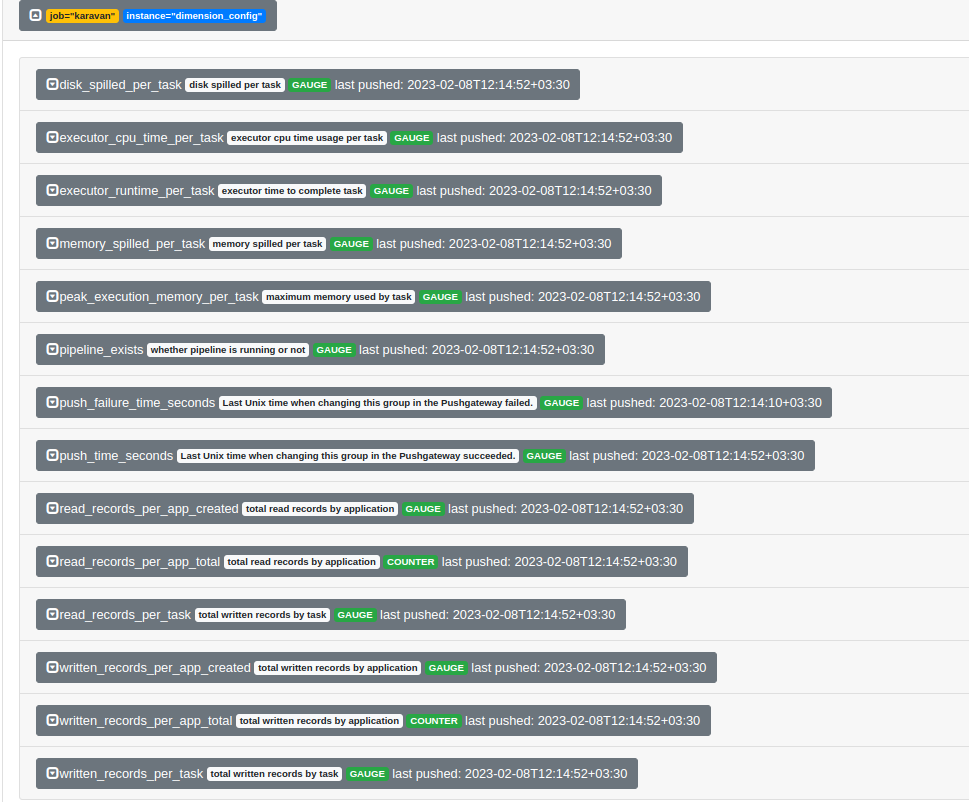 job="karavan" instance="dimension_config"
disk_spilled_per_task disk spilled per task GAUGE last pushed: 2023-02-08T12:14:52+03:30
executor_cpu_time_per_task executor cpu time usage per task GAUGE last pushed: 2023-02-08T12:14:52+03:30
executor_runtime_per_task executor time to complete task GAUGE last pushed: 2023-02-08T12:14:52+03:30
memory_spilled_per_task memory spilled per task GAUGE last pushed: 2023-02-08T12:14:52+03:30
peak_execution_memory_per_task maximum memory used by task GAUGE last pushed: 2023-02-08T12:14:52+03:30
pipeline_exists whether pipeline is running or not GAUGE last pushed: 2023-02-08T12:14:52+03:30
push_failure_time_seconds Last Unix time when changing this group in the Pushgateway failed. GAUGE last pushed: 2023-02-08T12:14:10+03:30
push_time_seconds Last Unix time when changing this group in the Pushgateway succeeded. GAUGE last pushed: 2023-02-08T12:14:52+03:30
read_records_per_app_created total read records by application GAUGE last pushed: 2023-02-08T12:14:52+03:30
read_records_per_app_total total read records by application COUNTER last pushed: 2023-02-08T12:14:52+03:30
read_records_per_task total written records by task GAUGE last pushed: 2023-02-08T12:14:52+03:30
written_records_per_app_created total written records by application GAUGE last pushed: 2023-02-08T12:14:52+03:30
written_records_per_app_total total written records by application COUNTER last pushed: 2023-02-08T12:14:52+03:30
written_records_per_task total written records by task GAUGE last pushed: 2023-02-08T12:14:52+03:30